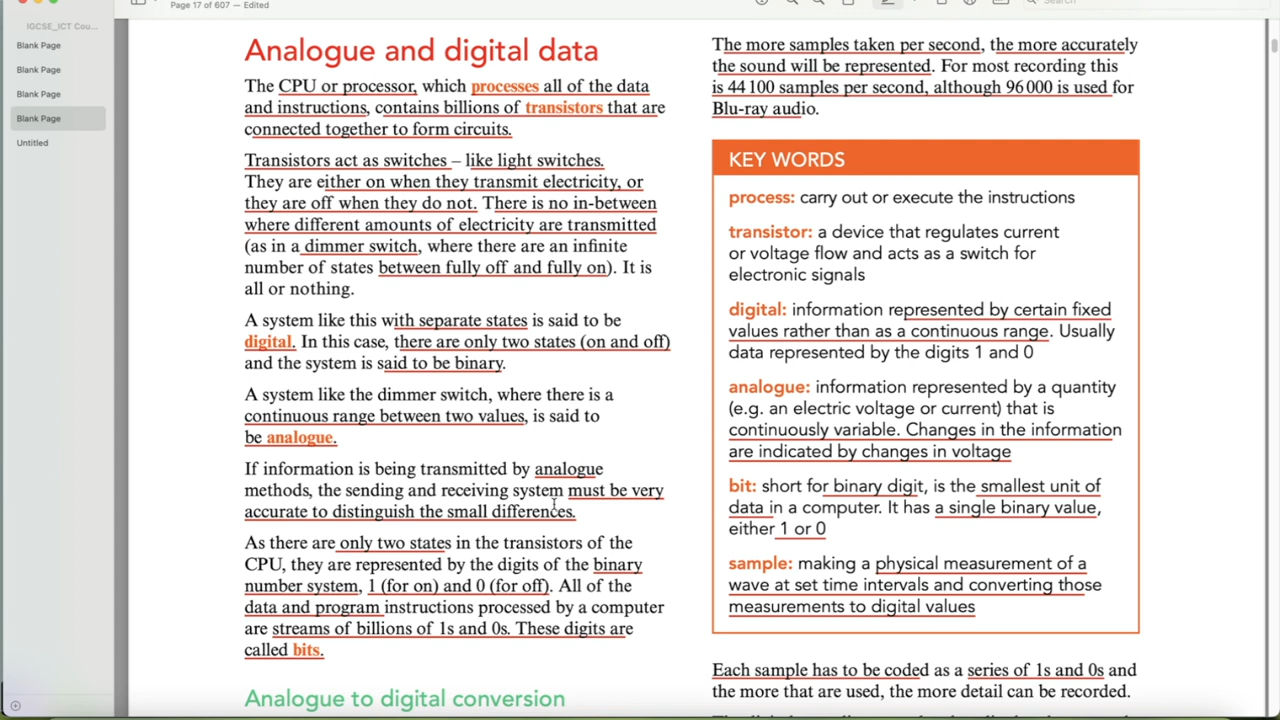 Page 17 of 607 — Edited
Search
IGCSE_ICT Cou...
Blank Page
Blank Page
Blank Page
Blank Page
Untitled
Analogue and digital data
The CPU or processor, which processes all of the data
and instructions, contains billions of transistors that are
connected together to form circuits.
Transistors act as switches – like light switches.
They are either on when they transmit electricity, or
they are off when they do not. There is no in-between
where different amounts of electricity are transmitted
(as in a dimmer switch, where there are an infinite
number of states between fully off and fully on). It is
all or nothing.
A system like this with separate states is said to be
digital. In this case, there are only two states (on and off)
and the system is said to be binary.
A system like the dimmer switch, where there is a
continuous range between two values, is said to
be analogue.
If information is being transmitted by analogue
methods, the sending and receiving system must be very
accurate to distinguish the small differences.
As there are only two states in the transistors of the
CPU, they are represented by the digits of the binary
number system, 1 (for on) and 0 (for off). All of the
data and program instructions processed by a computer
are streams of billions of 1s and 0s. These digits are
called bits.
Analogue to digital conversion
The more samples taken per second, the more accurately
the sound will be represented. For most recording this
is 44 100 samples per second, although 96 000 is used for
Blu-ray audio.
KEY WORDS
process: carry out or execute the instructions
transistor: a device that regulates current
or voltage flow and acts as a switch for
electronic signals
digital: information represented by certain fixed
values rather than as a continuous range. Usually
data represented by the digits 1 and 0
analogue: information represented by a quantity
(e.g. an electric voltage or current) that is
continuously variable. Changes in the information
are indicated by changes in voltage
bit: short for binary digit, is the smallest unit of
data in a computer. It has a single binary value,
either 1 or 0
sample: making a physical measurement of a
wave at set time intervals and converting those
measurements to digital values
Each sample has to be coded as a series of 1s and 0s and
the more that are used, the more detail can be recorded.